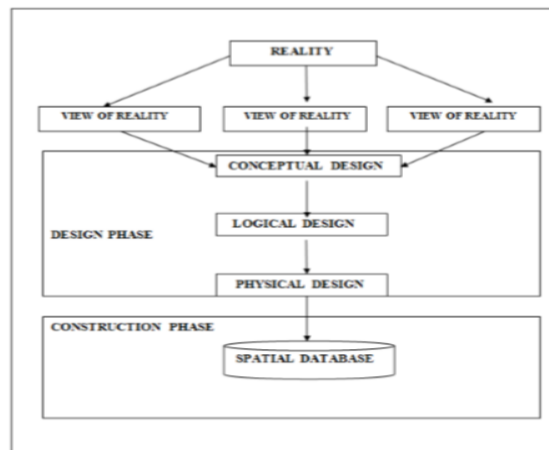 REALITY
VIEW OF REALITY
VIEW OF REALITY
VIEW OF REALITY
CONCEPTUAL DESIGN
LOGICAL DESIGN
DESIGN PHASE
PHYSICAL DESIGN
CONSTRUCTION PHASE
SPATIAL DATABASE